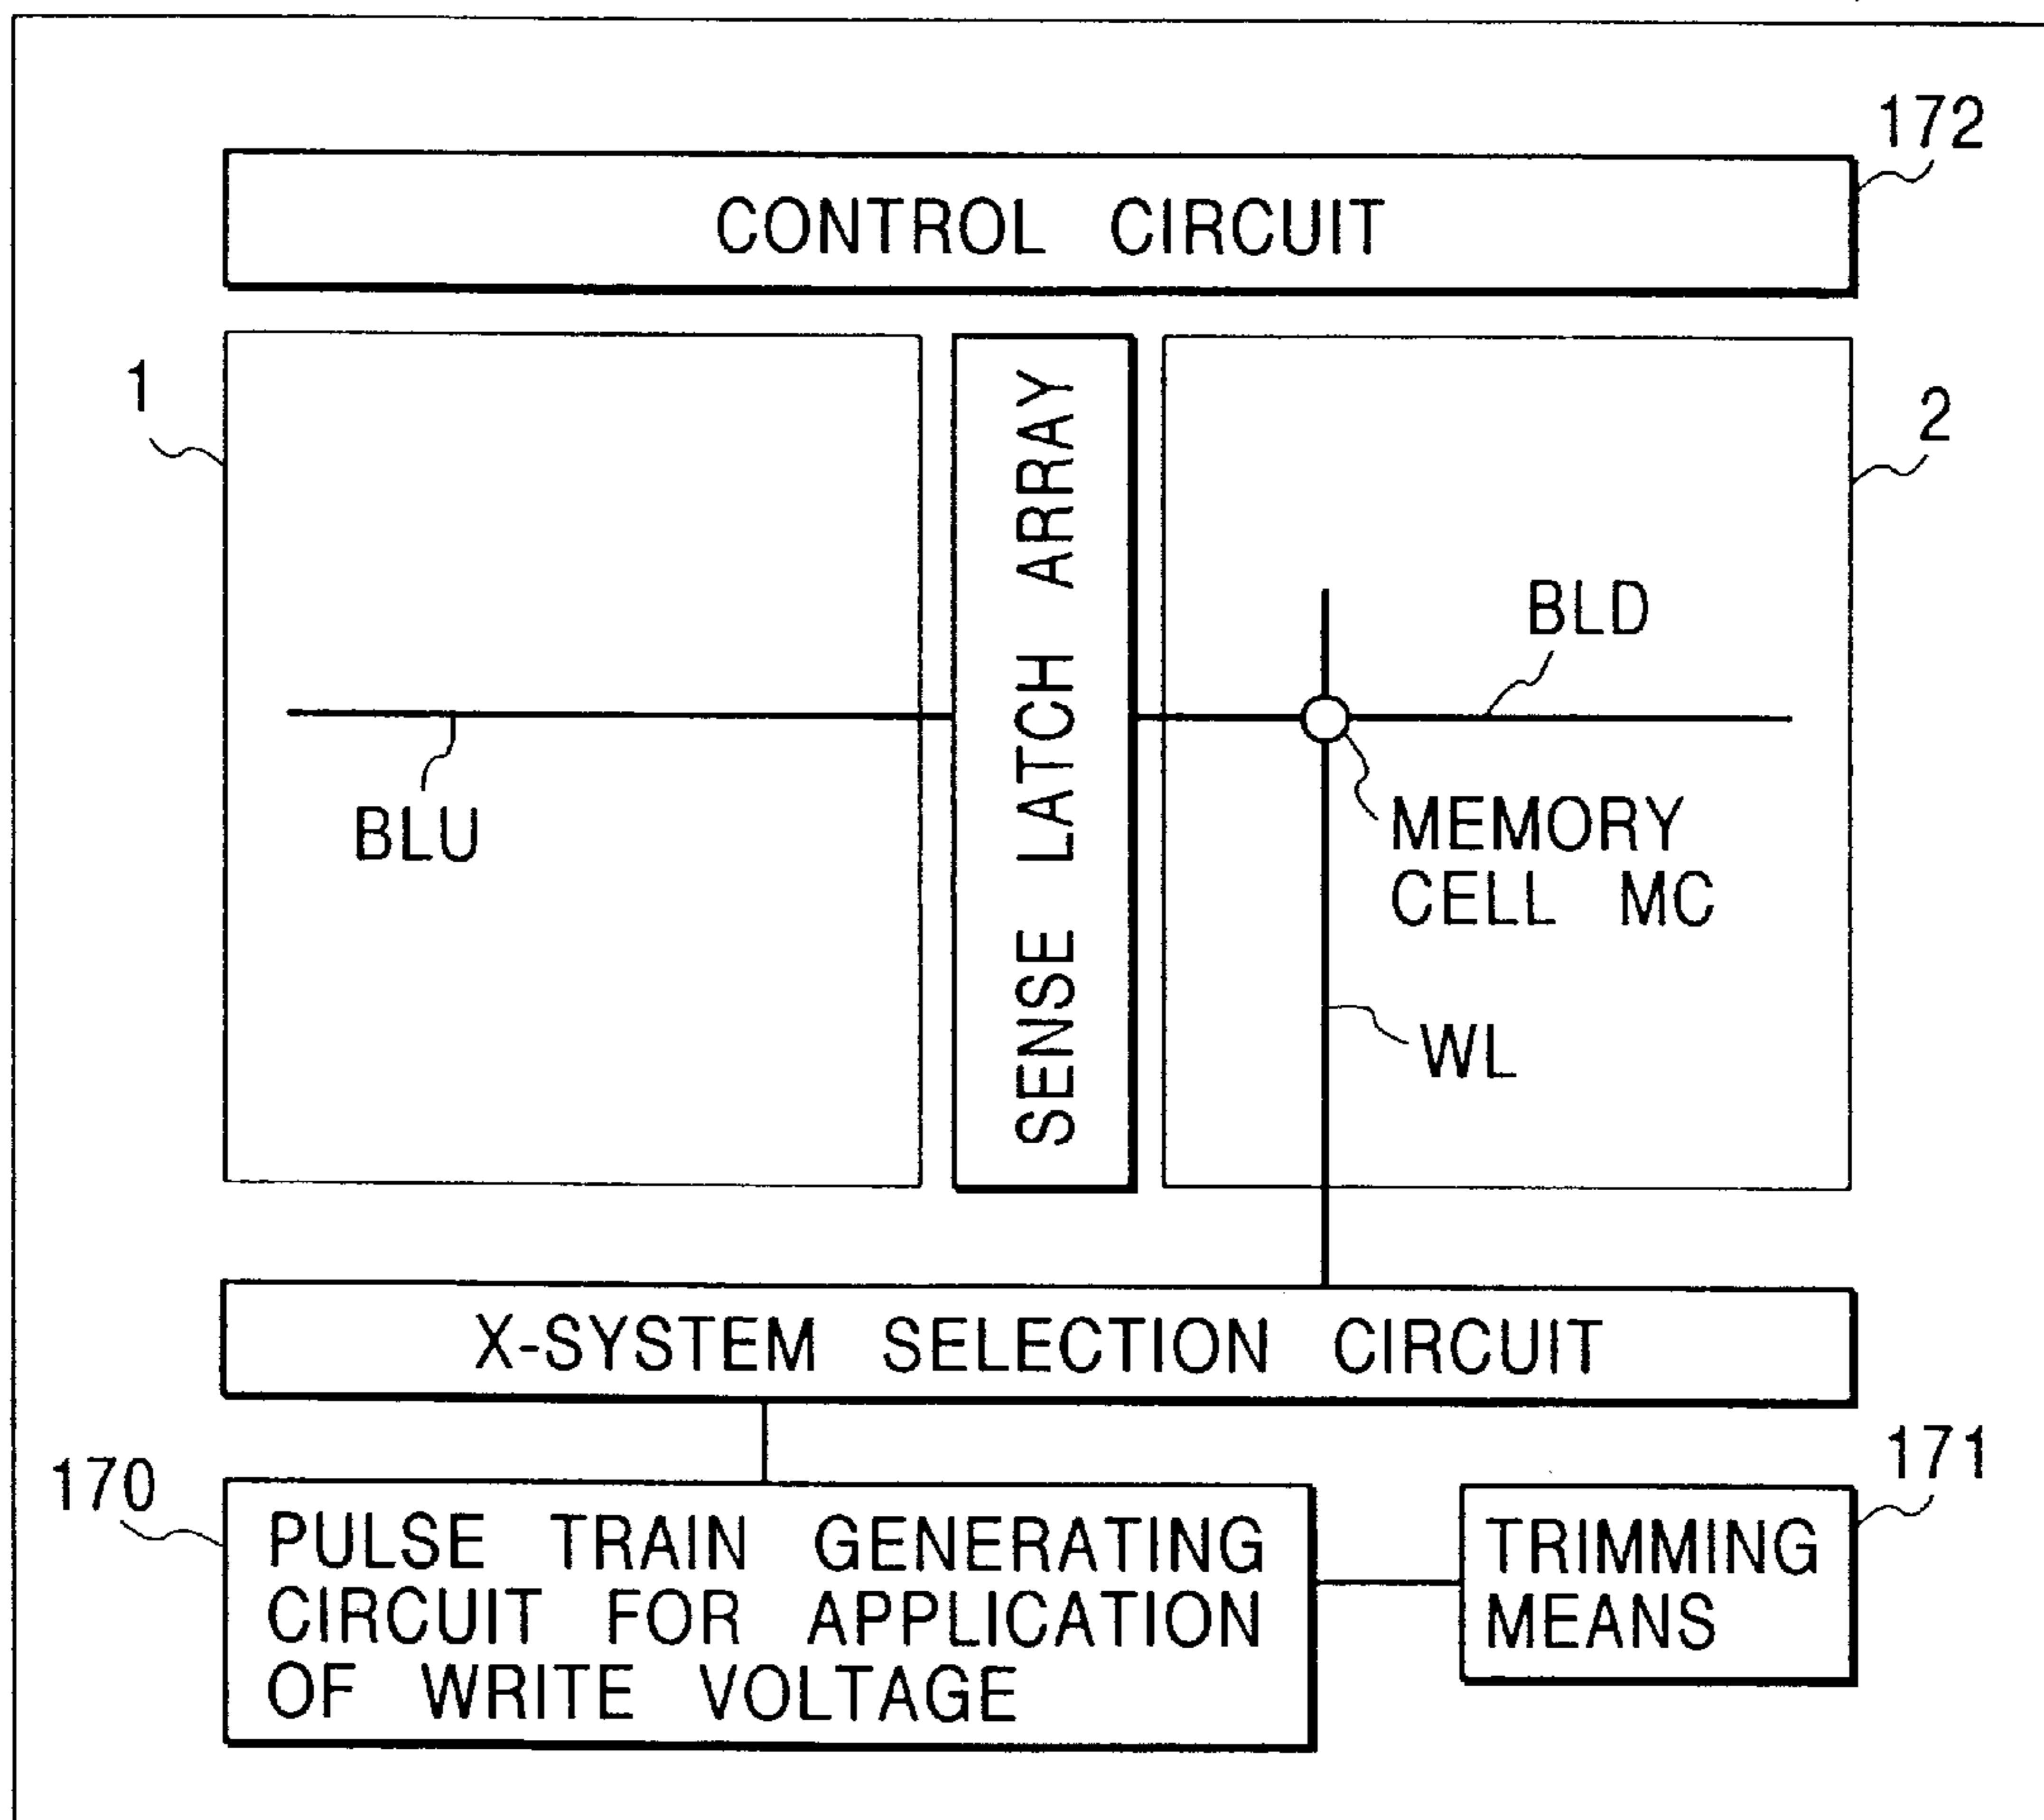 172
CONTROL CIRCUIT
1
2
SENSE LATCH ARRAY
BLD
BLU
MEMORY
CELL MC
WL
X-SYSTEM SELECTION CIRCUIT
170
171
PULSE TRAIN GENERATING
CIRCUIT FOR APPLICATION
OF WRITE VOLTAGE
TRIMMING
MEANS